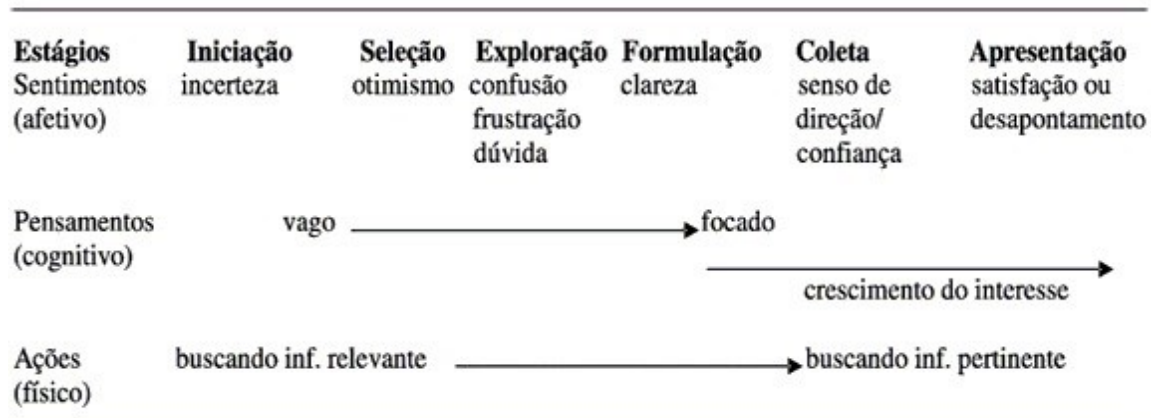 Estágios Iniciação Seleção Exploração Formulação Coleta Apresentação
Sentimentos incerteza otimismo confusão clareza senso de satisfação ou
(afetivo) frustração direção/ desapontamento
dúvida confiança
Pensamentos vago focado
(cognitivo)
crescimento do interesse
Ações buscando inf. relevante buscando inf. pertinente
(físico)